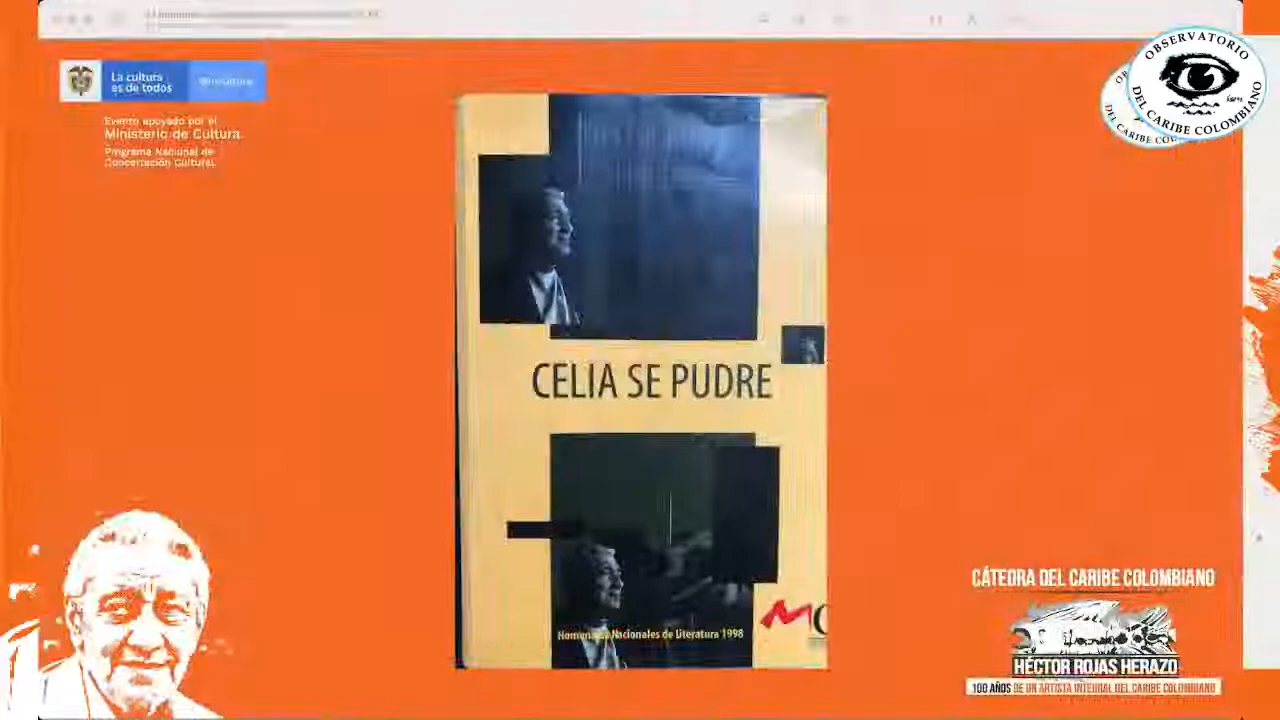 La cultura
es de todos
Mincultura
Evento apoyado por el
Ministerio de Cultura
Programa Nacional de
Concertación Cultural
OBSERVATORIO
DEL CARIBE COLOMBIANO
CELIA SE PUDRE
Nacionales de Literatura 1998
CÁTEDRA DEL CARIBE COLOMBIANO
HÉCTOR ROJAS HERAZO
100 AÑOS DE UN ARTISTA INTEGRAL DEL CARIBE COLOMBIANO